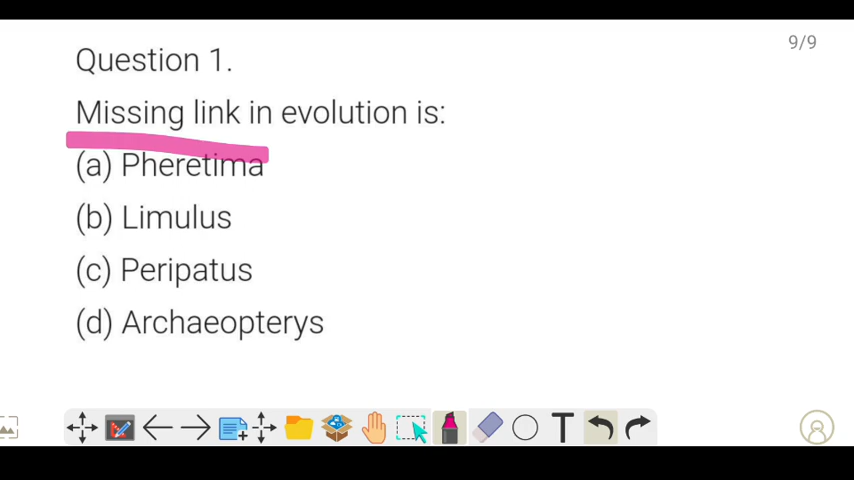 9/9
Question 1.
Missing link in evolution is:
(a) Pheretima
(b) Limulus
(c) Peripatus
(d) Archaeopterys
T